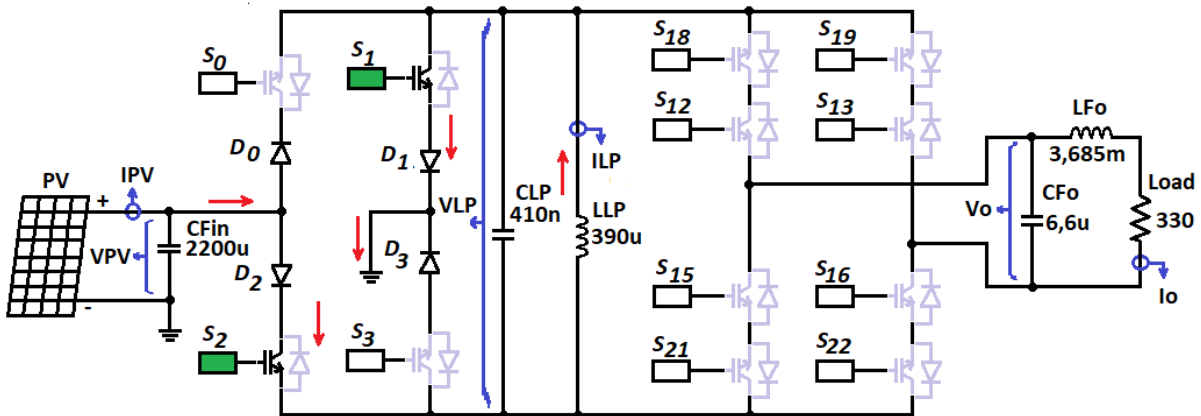 S0
S1
S18
S19
S12
S13
D0
D1
PV
IPV
+
CFin
2200u
VPV
-
D2
D3
VLP
CLP
410n
ILP
LLP
390u
LFo
3,685m
Load
330
Vo
CFo
6,6u
Io
S2
S3
S15
S16
S21
S22